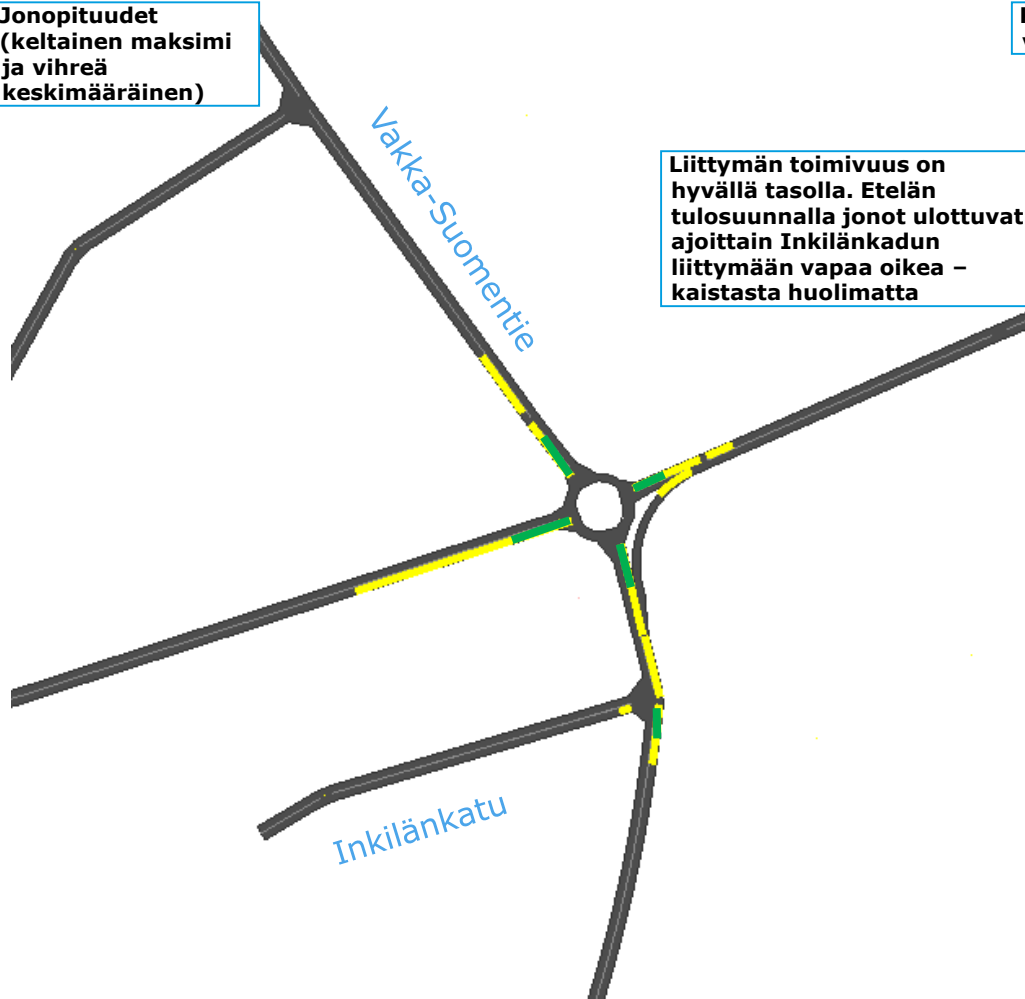 Jonopituudet
(keltainen maksimi
ja vihreä
keskimääräinen)
Vakka-Suomentie
Liittymän toimivuus on
hyvällä tasolla. Etelän
tulosuunnalla jonot ulottuvat
ajoittain Inkilänkadun
liittymään vapaa oikea –
kaistasta huolimatta
Inkilänkatu